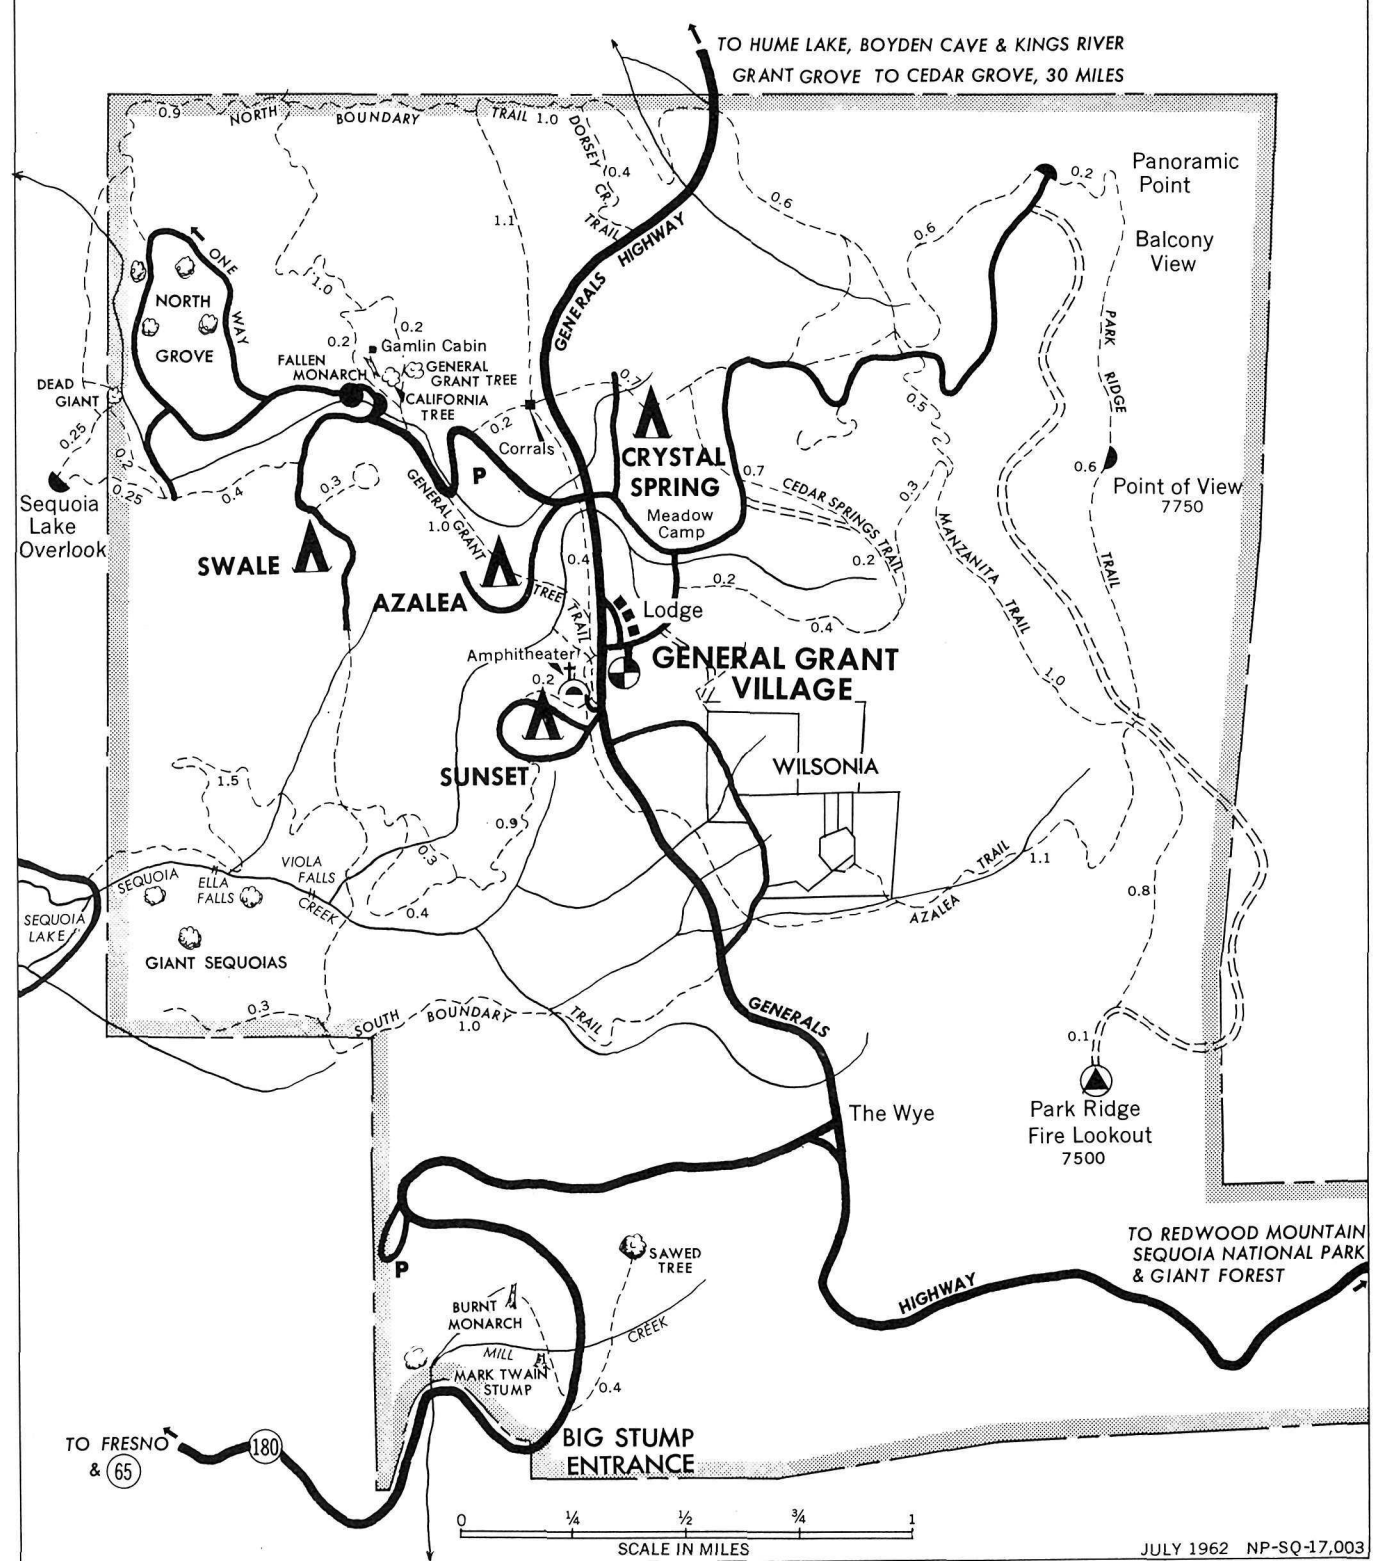 TO HUME LAKE, BOYDEN CAVE & KINGS RIVER
GRANT GROVE TO CEDAR GROVE, 30 MILES
0.9
NORTH
BOUNDARY
TRAIL 1.0
DORSEY
CR.
TRAIL
0.4
0.6
0.6
0.2
Panoramic
Point
Balcony
View
1.1
GENERALS
HIGHWAY
ONE
WAY
NORTH
GROVE
1.0
0.2
0.2
Gamlin Cabin
FALLEN
MONARCH
GENERAL
GRANT TREE
CALIFORNIA
TREE
DEAD
GIANT
0.25
0.2
0.25
0.4
Sequoia
Lake
Overlook
0.2
Corrals
P
0.7
CRYSTAL
SPRING
Meadow
Camp
0.7
CEDAR SPRINGS TRAIL
0.3
0.5
PARK
RIDGE
TRAIL
0.6
Point of View
7750
0.3
GENERAL GRANT
TREE
TRAIL
1.0
SWALE
AZALEA
0.4
0.2
0.2
0.4
MANZANITA
TRAIL
1.0
Lodge
Amphitheater
0.2
GENERAL GRANT
VILLAGE
SUNSET
WILSONIA
1.5
0.9
0.3
0.4
VIOLA
FALLS
ELLA
FALLS
SEQUOIA
CREEK
SEQUOIA
LAKE
GIANT SEQUOIAS
AZALEA
TRAIL
1.1
0.8
0.3
SOUTH
BOUNDARY
1.0
TRAIL
GENERALS
0.1
Park Ridge
Fire Lookout
7500
The Wye
P
SAWED
TREE
BURNT
MONARCH
MILL
CREEK
MARK TWAIN
STUMP
0.4
HIGHWAY
TO REDWOOD MOUNTAIN
SEQUOIA NATIONAL PARK
& GIANT FOREST
BIG STUMP
ENTRANCE
TO FRESNO
& 65
180
0 1/4 1/2 3/4 1
SCALE IN MILES
JULY 1962 NP-SQ-17,003